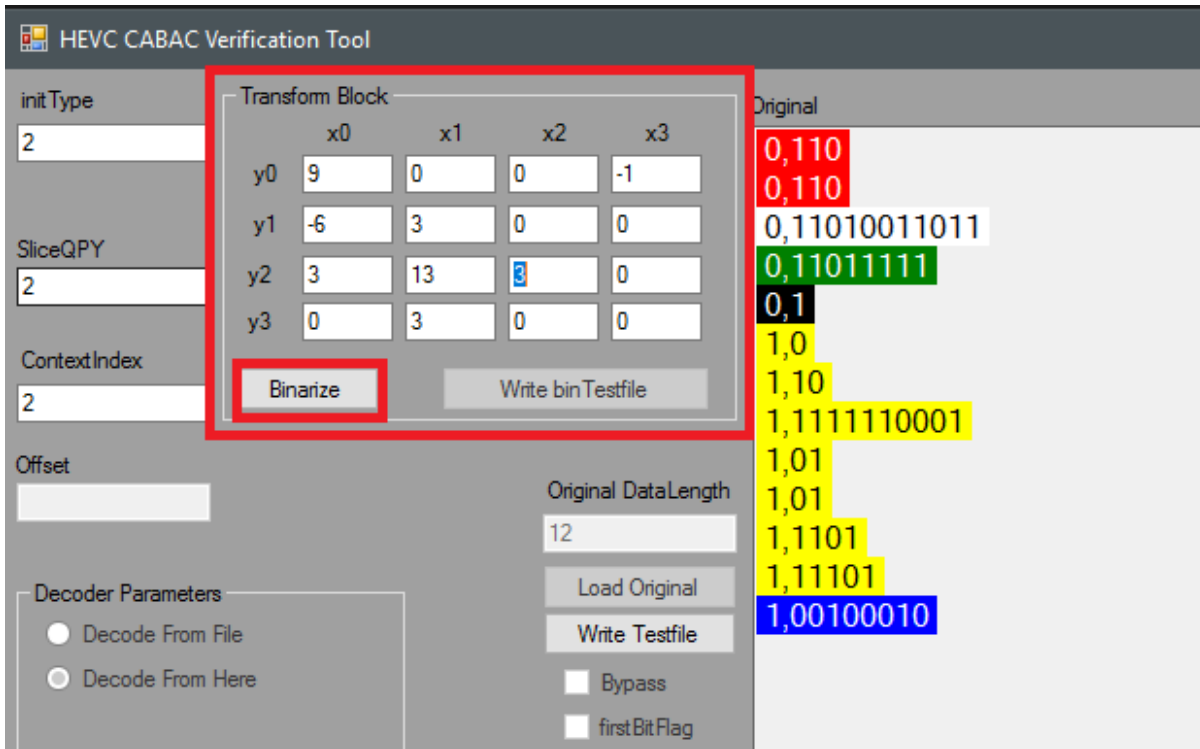 HEVC CABAC Verification Tool
initType
2
SliceQPY
2
ContextIndex
2
Offset
Transform Block
x0 x1 x2 x3
y0 9 0 0 -1
y1 -6 3 0 0
y2 3 13 3 0
y3 0 3 0 0
Binarize Write binTestfile
Original DataLength
12
Load Original
Write Testfile
Bypass
firstBitFlag
Decoder Parameters
Decode From File
Decode From Here
Original
0,110
0,110
0,11010011011
0,11011111
0,1
1,0
1,10
1,1111110001
1,01
1,01
1,1101
1,11101
1,00100010